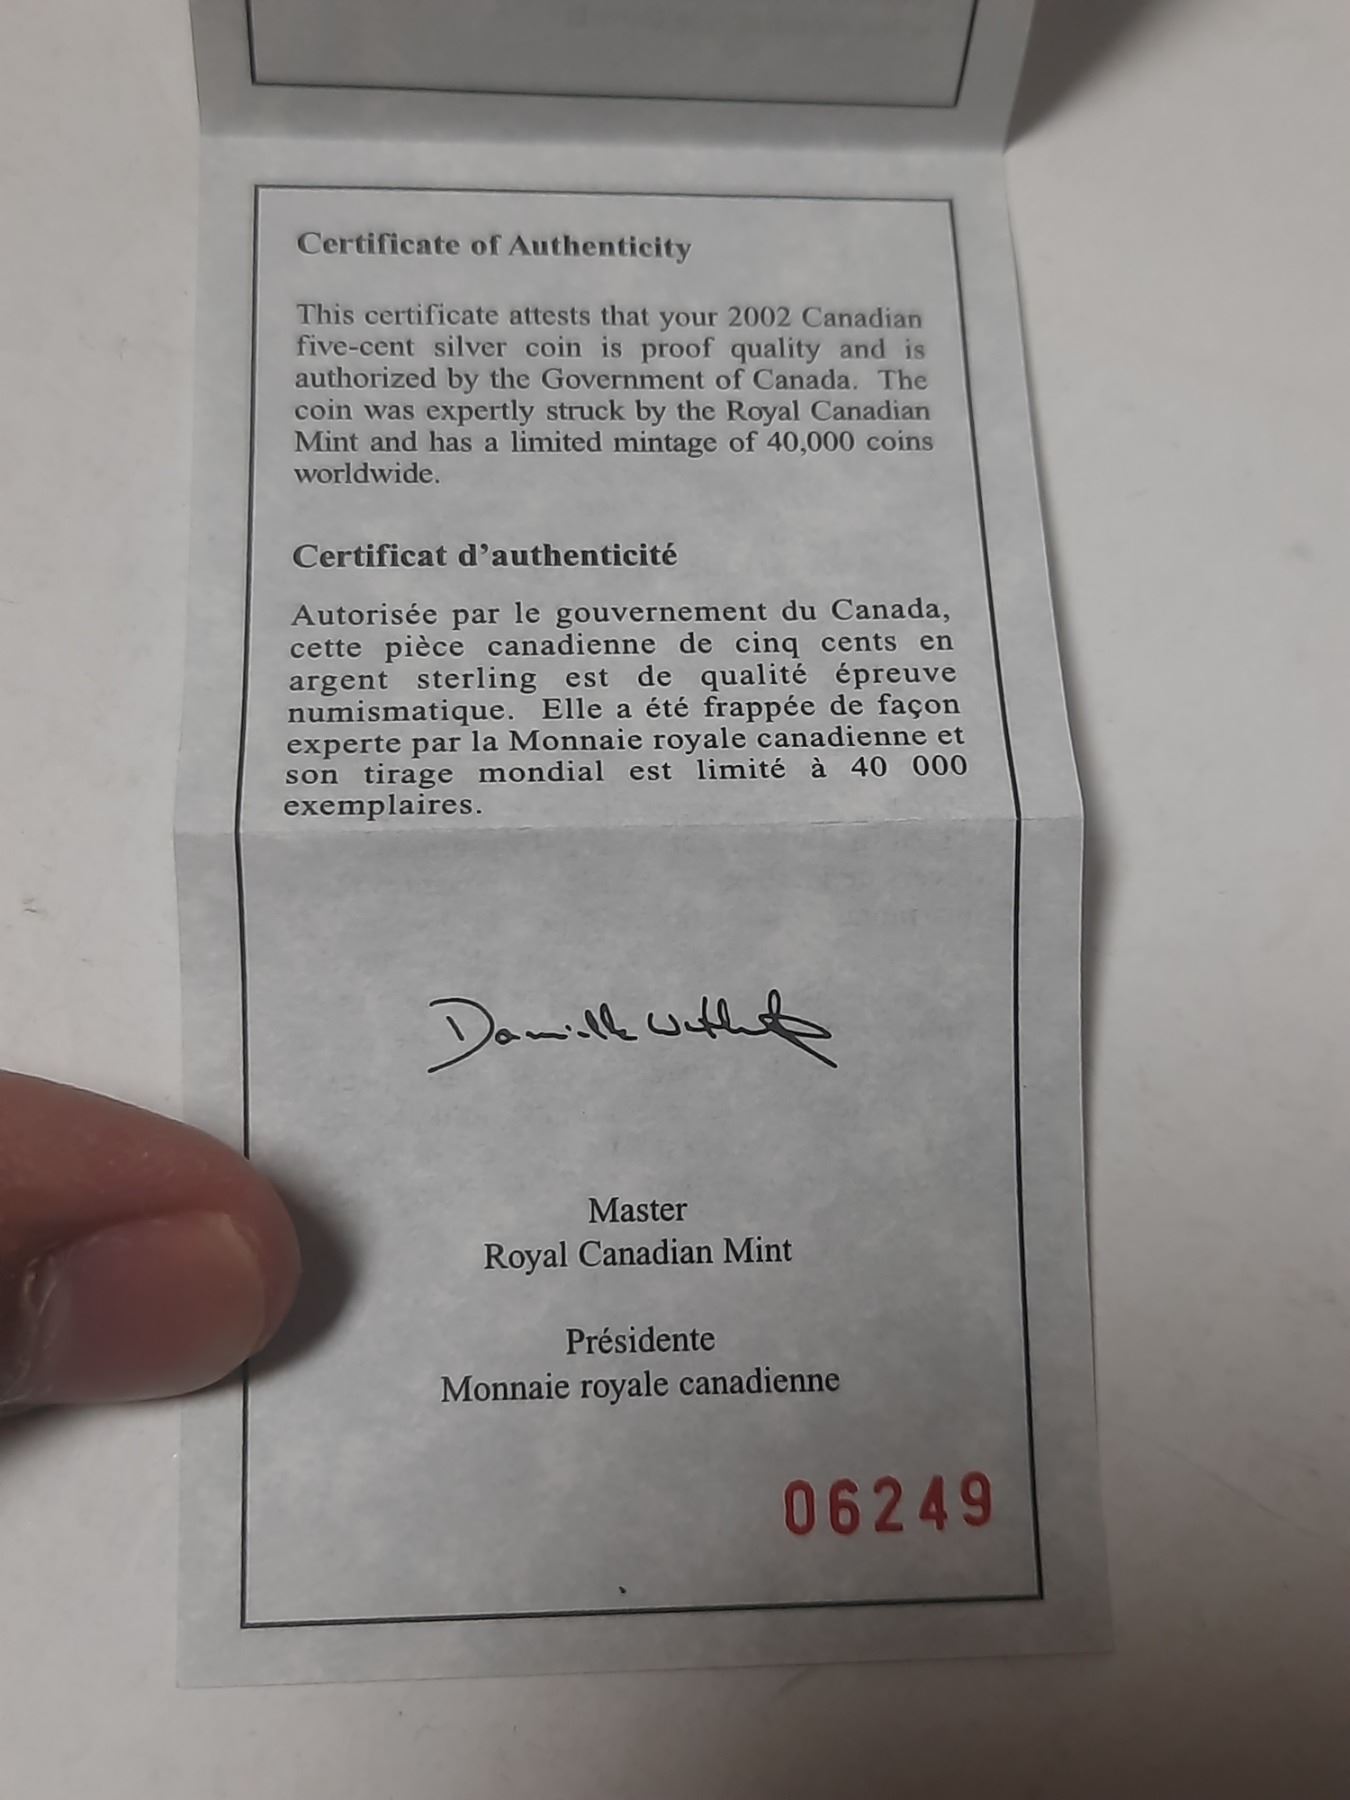 Certificate of Authenticity
This certificate attests that your 2002 Canadian
five-cent silver coin is proof quality and is
authorized by the Government of Canada. The
coin was expertly struck by the Royal Canadian
Mint and has a limited mintage of 40,000 coins
worldwide.
Certificat d’authenticité
Autorisée par le gouvernement du Canada,
cette pièce canadienne de cinq cents en
argent sterling est de qualité épreuve
numismatique. Elle a été frappée de façon
experte par la Monnaie royale canadienne et
son tirage mondial est limité à 40 000
exemplaires.
Master
Royal Canadian Mint
Présidente
Monnaie royale canadienne
06249